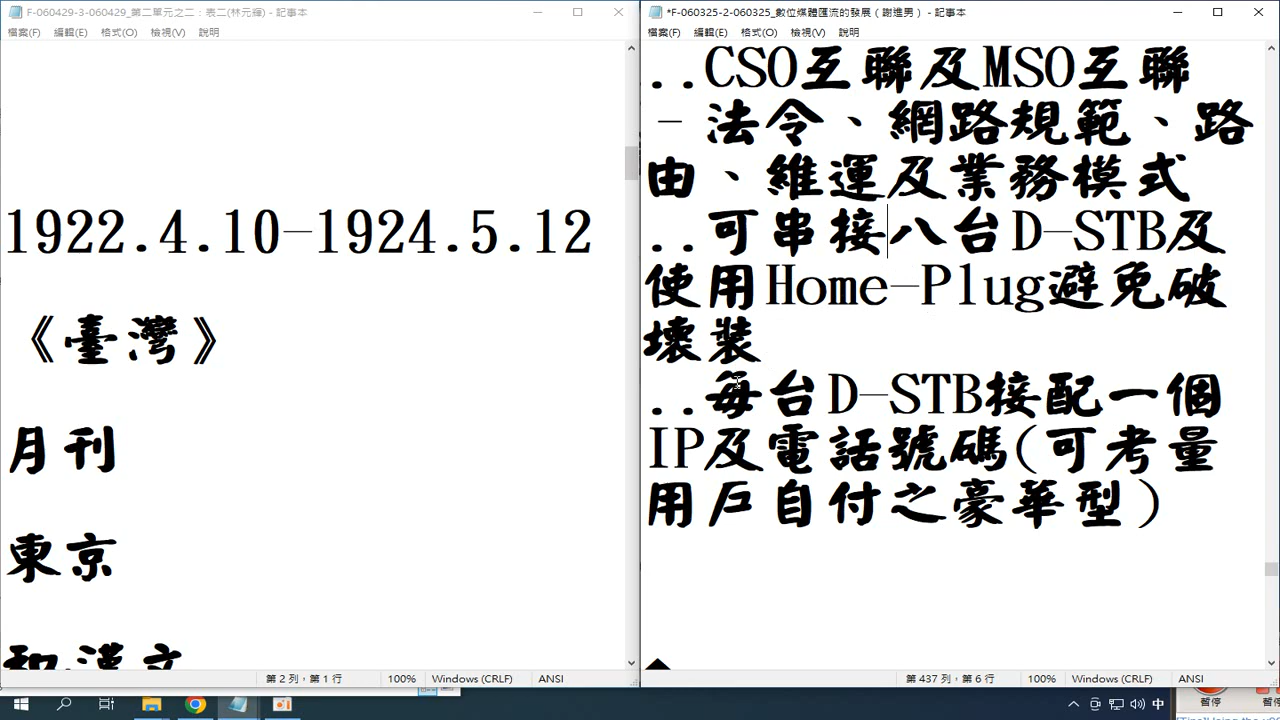 F-060429-3-060429_第二單元之二：表二(林元輝) - 記事本
檔案(F) 編輯(E) 格式(O) 檢視(V) 說明
1922.4.10-1924.5.12
《臺灣》
月刊
東京
和漢文
第 2 列，第 1 行 100% Windows (CRLF) ANSI
*F-060325-2-060325_數位媒體匯流的發展（謝進男） - 記事本
檔案(F) 編輯(E) 格式(O) 檢視(V) 說明
..CSO互聯及MSO互聯
-法令、網路規範、路
由、維運及業務模式
..可串接八台D-STB及
使用Home-Plug避免破
壞裝
..每台D-STB接配一個
IP及電話號碼(可考量
用戶自付之豪華型)
第 437 列，第 6 行 100% Windows (CRLF) ANSI
中
暫停